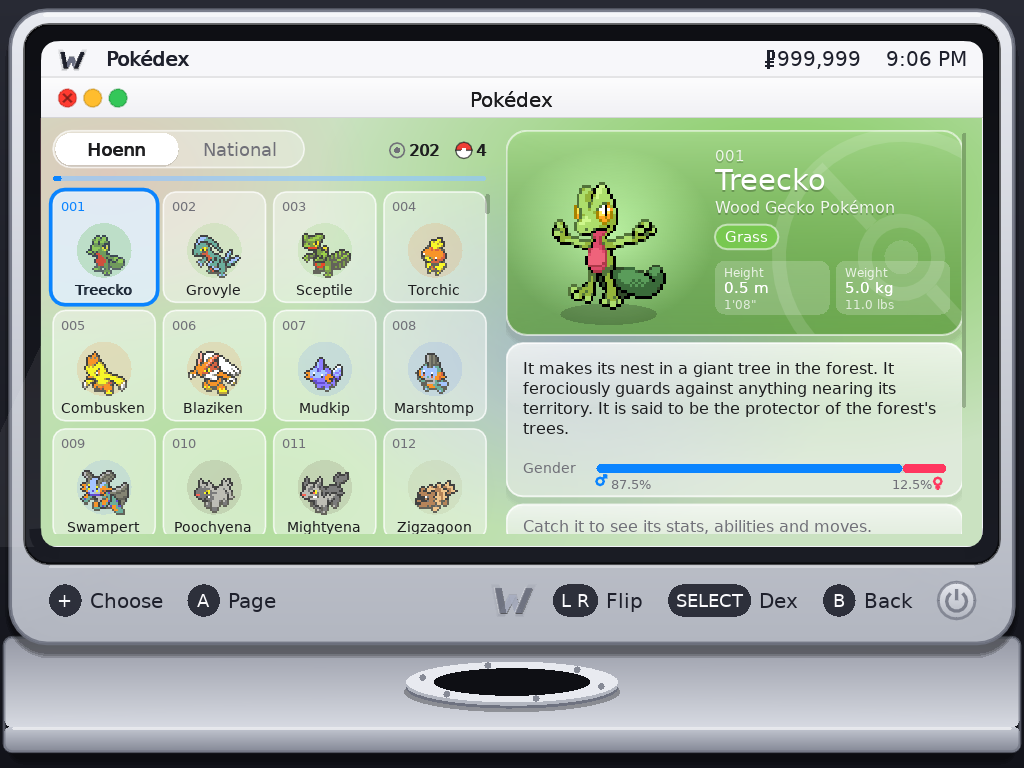 W Pokédex
₽999,999 9:06 PM
Pokédex
Hoenn National 202 4
001 002 003 004
Treecko Grovyle Sceptile Torchic
005 006 007 008
Combusken Blaziken Mudkip Marshtomp
009 010 011 012
Swampert Poochyena Mightyena Zigzagoon
001
Treecko
Wood Gecko Pokémon
Grass
Height Weight
0.5 m 5.0 kg
1'08" 11.0 lbs
It makes its nest in a giant tree in the forest. It
ferociously guards against anything nearing its
territory. It is said to be the protector of the forest's
trees.
Gender
♂ 87.5% 12.5%♀
Catch it to see its stats, abilities and moves.
+ Choose A Page W L R Flip SELECT Dex B Back